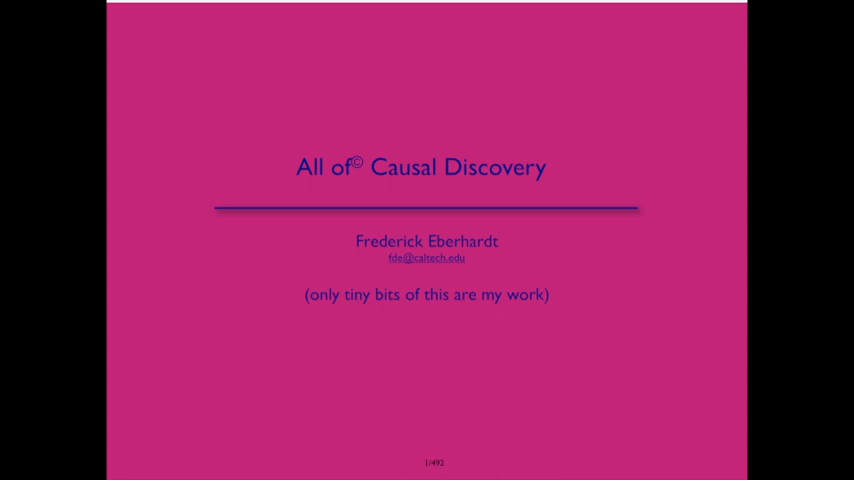 All of© Causal Discovery
Frederick Eberhardt
fde@caltech.edu
(only tiny bits of this are my work)
1/492